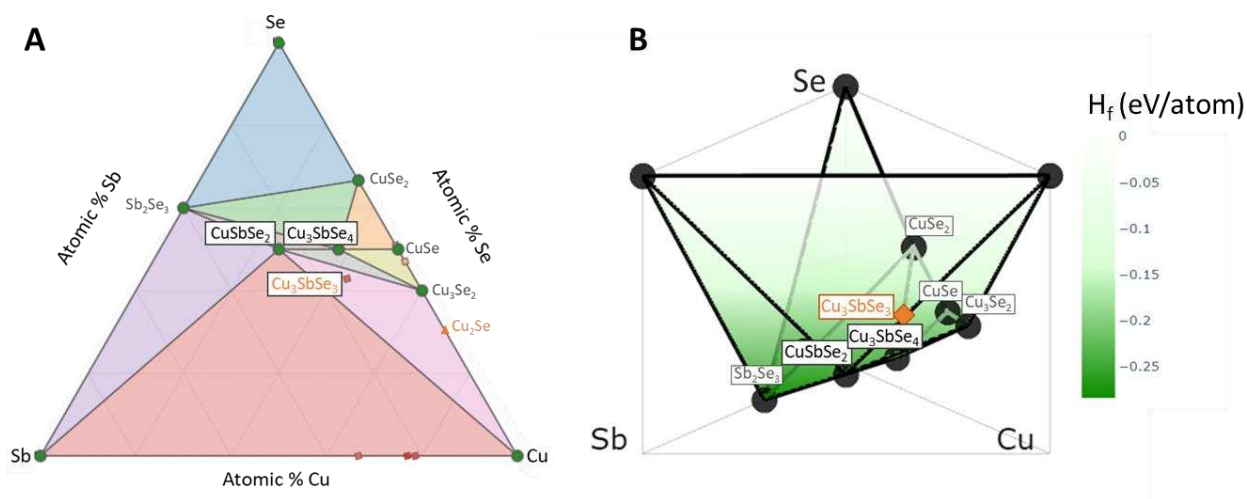 A
Se
Atomic % Sb
Atomic % Se
CuSe₂
Sb₂Se₃
CuSbSe₂
Cu₃SbSe₄
CuSe
Cu₃SbSe₃
Cu₃Se₂
Cu₂Se
Sb
Cu
Atomic % Cu
B
Se
Hf (eV/atom)
0
−0.05
−0.1
−0.15
−0.2
−0.25
CuSe₂
CuSe
Cu₃SbSe₃
Cu₃Se₂
Cu₃SbSe₄
CuSbSe₂
Sb₂Se₃
Sb
Cu